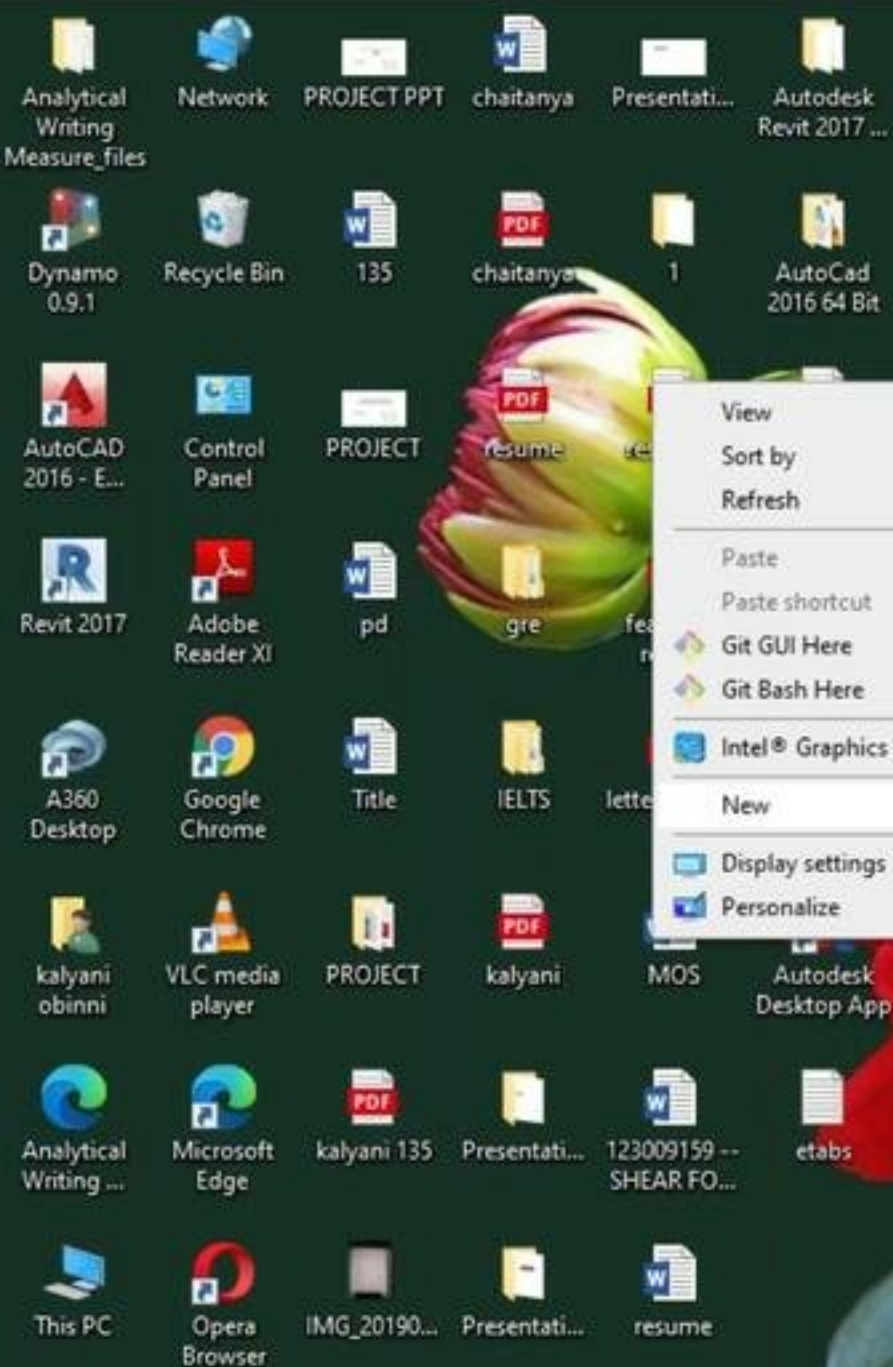 Analytical
Writing
Measure_files
Network
PROJECT PPT
chaitanya
Presentati...
Autodesk
Revit 2017 ...
Dynamo
0.9.1
Recycle Bin
135
PDF
chaitanya
1
AutoCad
2016 64 Bit
AutoCAD
2016 - E...
Control
Panel
PROJECT
PDF
resume
Revit 2017
Adobe
Reader XI
pd
gre
A360
Desktop
Google
Chrome
Title
IELTS
kalyani
obinni
VLC media
player
PROJECT
PDF
kalyani
MOS
Autodesk
Desktop App
Analytical
Writing ...
Microsoft
Edge
PDF
kalyani 135
Presentati...
123009159 --
SHEAR FO...
etabs
This PC
Opera
Browser
IMG_20190...
Presentati...
resume
View
Sort by
Refresh
Paste
Paste shortcut
Git GUI Here
Git Bash Here
Intel® Graphics
New
Display settings
Personalize